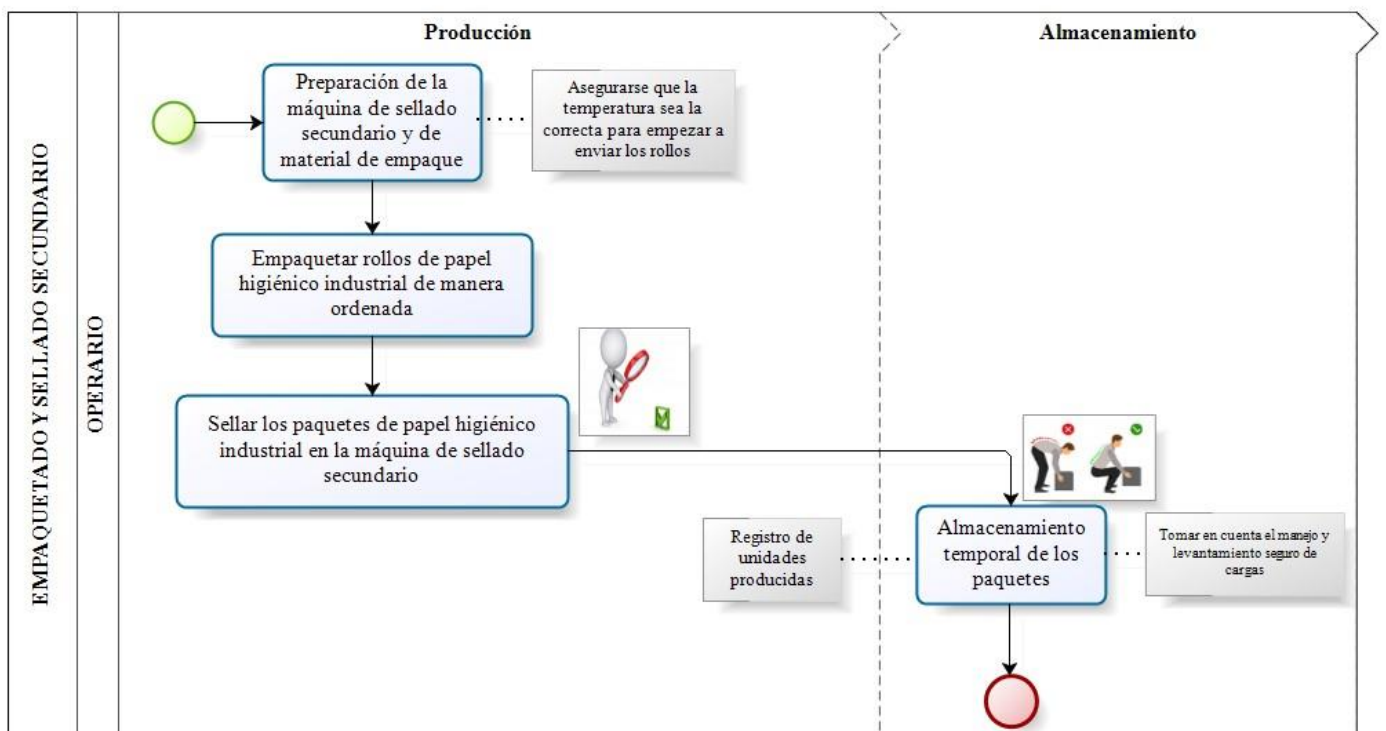 Producción
Almacenamiento
EMPAQUETADO Y SELLADO SECUNDARIO
OPERARIO
Preparación de la
máquina de sellado
secundario y de
material de empaque
Asegurarse que la
temperatura sea la
correcta para empezar a
enviar los rollos
Empaquetar rollos de papel
higiénico industrial de manera
ordenada
Sellar los paquetes de papel higiénico
industrial en la máquina de sellado
secundario
Registro de
unidades
producidas
Almacenamiento
temporal de los
paquetes
Tomar en cuenta el manejo y
levantamiento seguro de
cargas